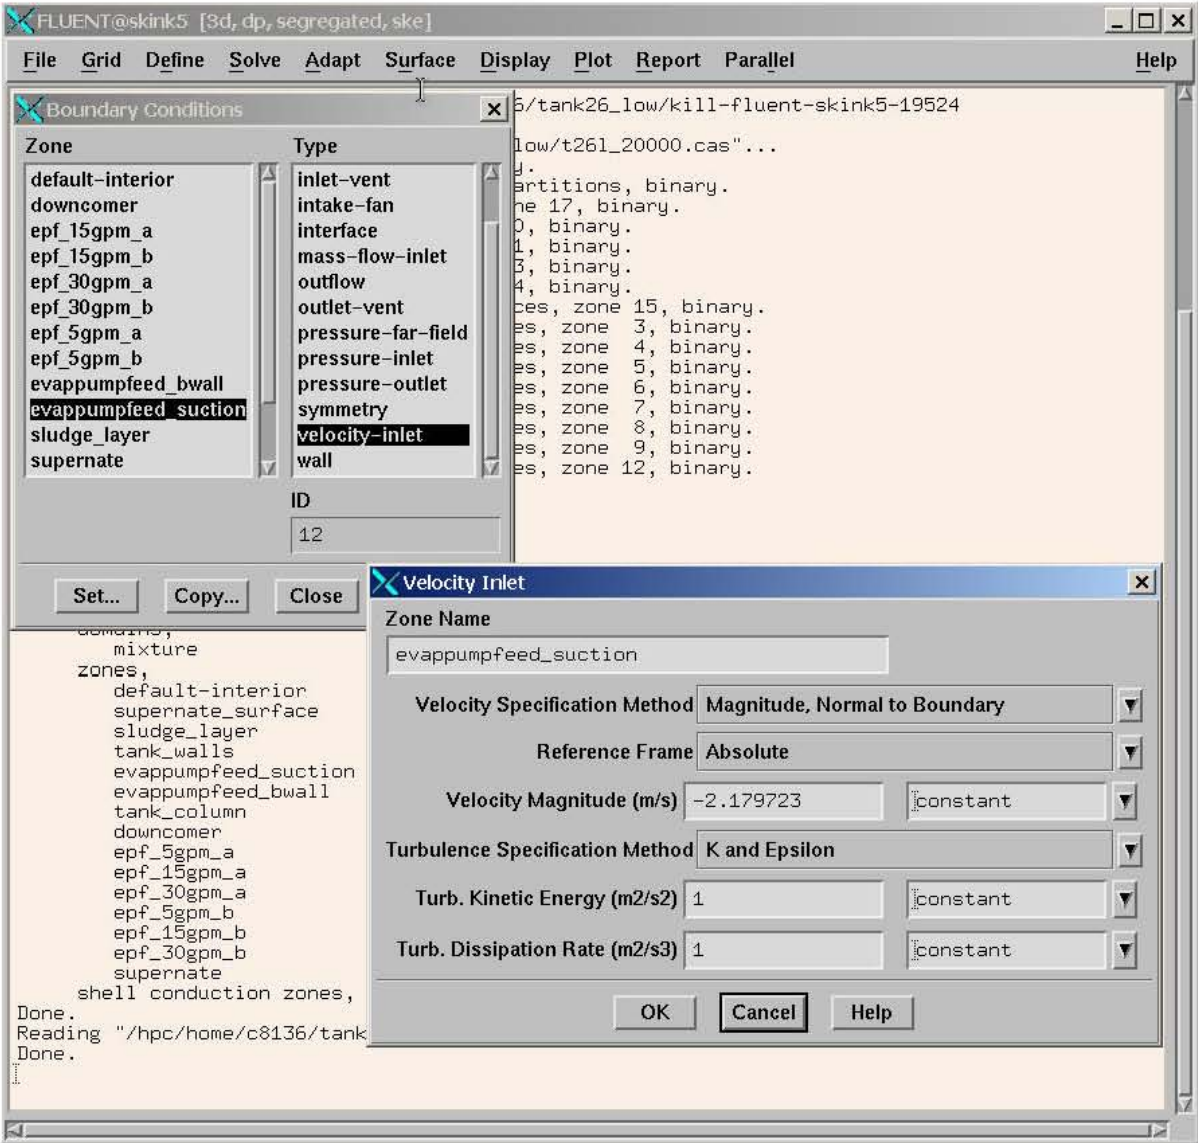 FLUENT@skink5 [3d, dp, segregated, ske]
File Grid Define Solve Adapt Surface Display Plot Report Parallel Help
6/tank26_low/kill-fluent-skink5-19524
low/t26l_20000.cas"...
y.
artitions, binary.
ne 17, binary.
0, binary.
1, binary.
3, binary.
4, binary.
ces, zone 15, binary.
es, zone 3, binary.
es, zone 4, binary.
es, zone 5, binary.
es, zone 6, binary.
es, zone 7, binary.
es, zone 8, binary.
es, zone 9, binary.
es, zone 12, binary.
Boundary Conditions
Zone
default-interior
downcomer
epf_15gpm_a
epf_15gpm_b
epf_30gpm_a
epf_30gpm_b
epf_5gpm_a
epf_5gpm_b
evappumpfeed_bwall
evappumpfeed_suction
sludge_layer
supernate
Type
inlet-vent
intake-fan
interface
mass-flow-inlet
outflow
outlet-vent
pressure-far-field
pressure-inlet
pressure-outlet
symmetry
velocity-inlet
wall
ID
12
Set... Copy... Close
domains,
mixture
zones,
default-interior
supernate_surface
sludge_layer
tank_walls
evappumpfeed_suction
evappumpfeed_bwall
tank_column
downcomer
epf_5gpm_a
epf_15gpm_a
epf_30gpm_a
epf_5gpm_b
epf_15gpm_b
epf_30gpm_b
supernate
shell conduction zones,
Done.
Reading "/hpc/home/c8136/tank
Done.
Velocity Inlet
Zone Name
evappumpfeed_suction
Velocity Specification Method Magnitude, Normal to Boundary
Reference Frame Absolute
Velocity Magnitude (m/s) -2.179723 constant
Turbulence Specification Method K and Epsilon
Turb. Kinetic Energy (m2/s2) 1 constant
Turb. Dissipation Rate (m2/s3) 1 constant
OK Cancel Help